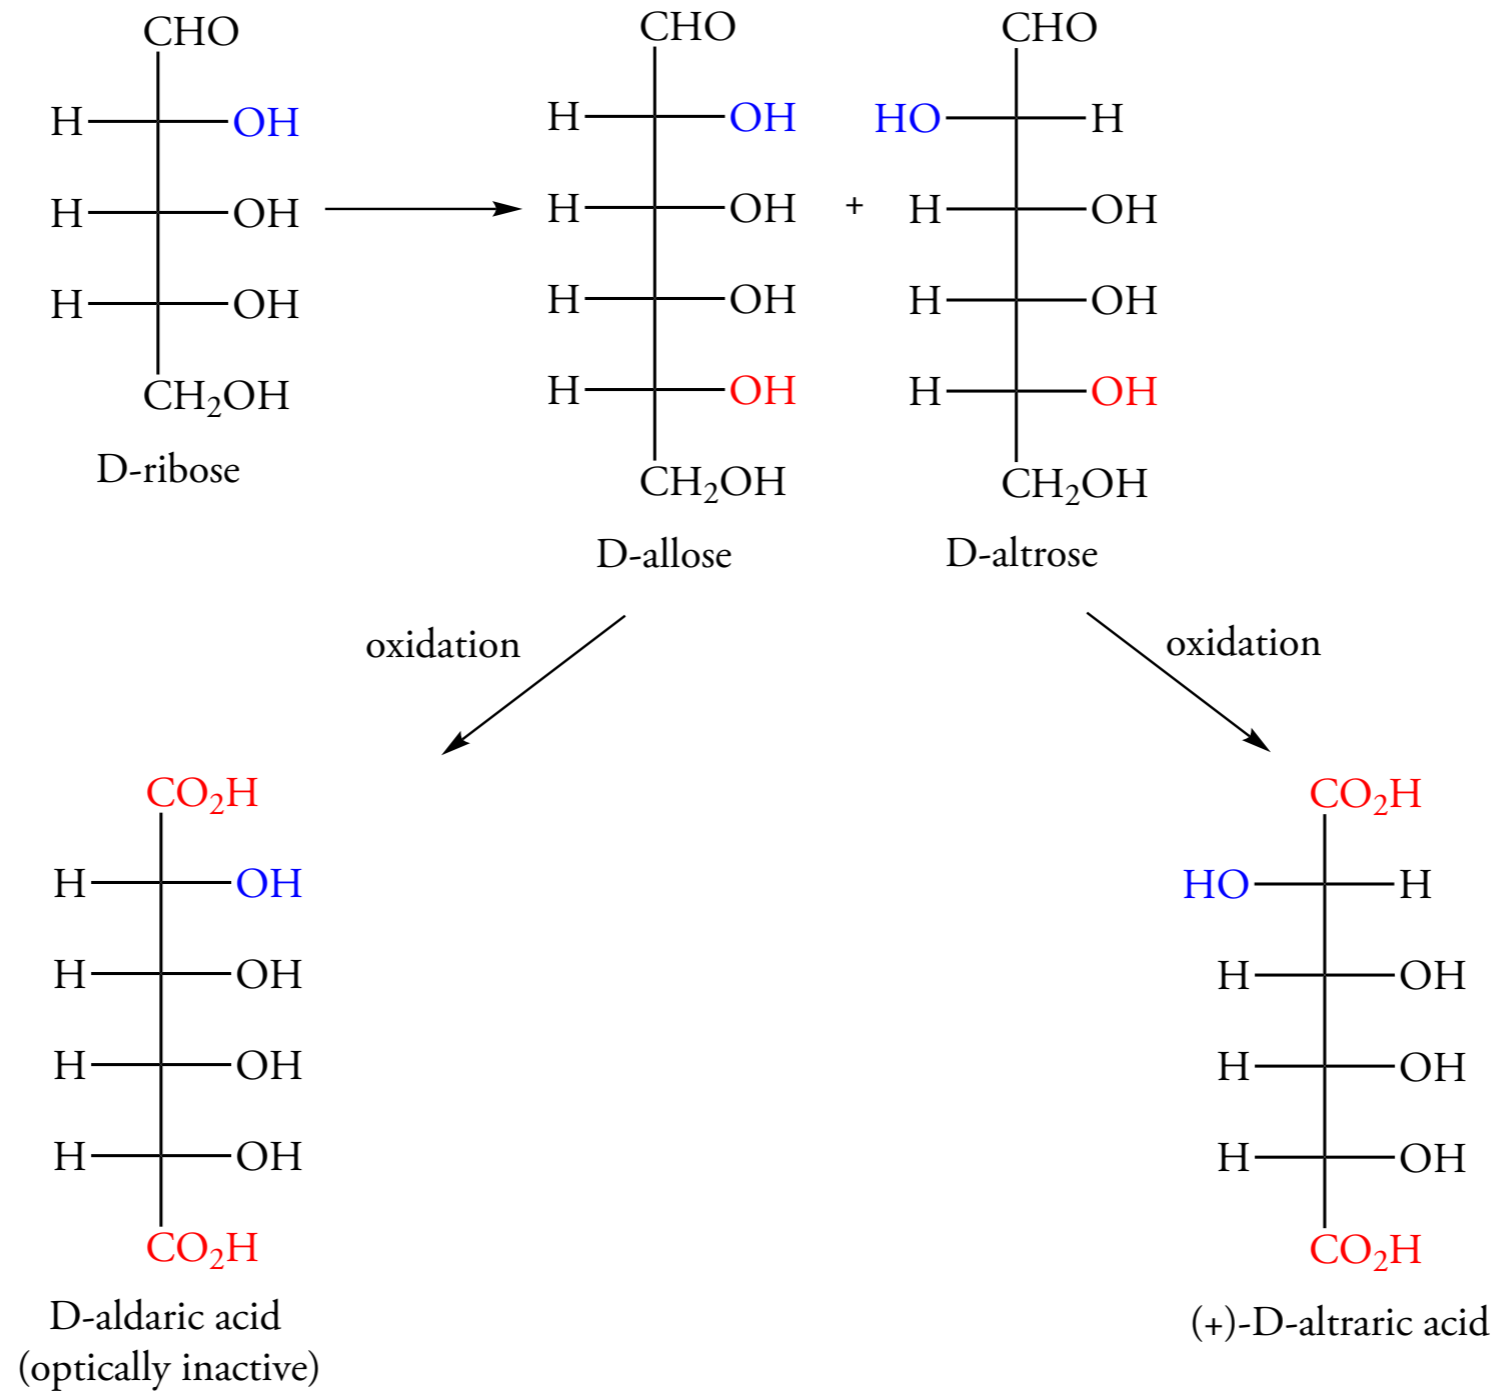 CHO
H OH
H OH
H OH
CH₂OH
D-ribose
CHO
H OH
H OH
H OH
H OH
CH₂OH
D-allose
+
CHO
HO H
H OH
H OH
H OH
CH₂OH
D-altrose
oxidation
oxidation
CO₂H
H OH
H OH
H OH
H OH
CO₂H
D-aldaric acid
(optically inactive)
CO₂H
HO H
H OH
H OH
H OH
CO₂H
(+)-D-altraric acid